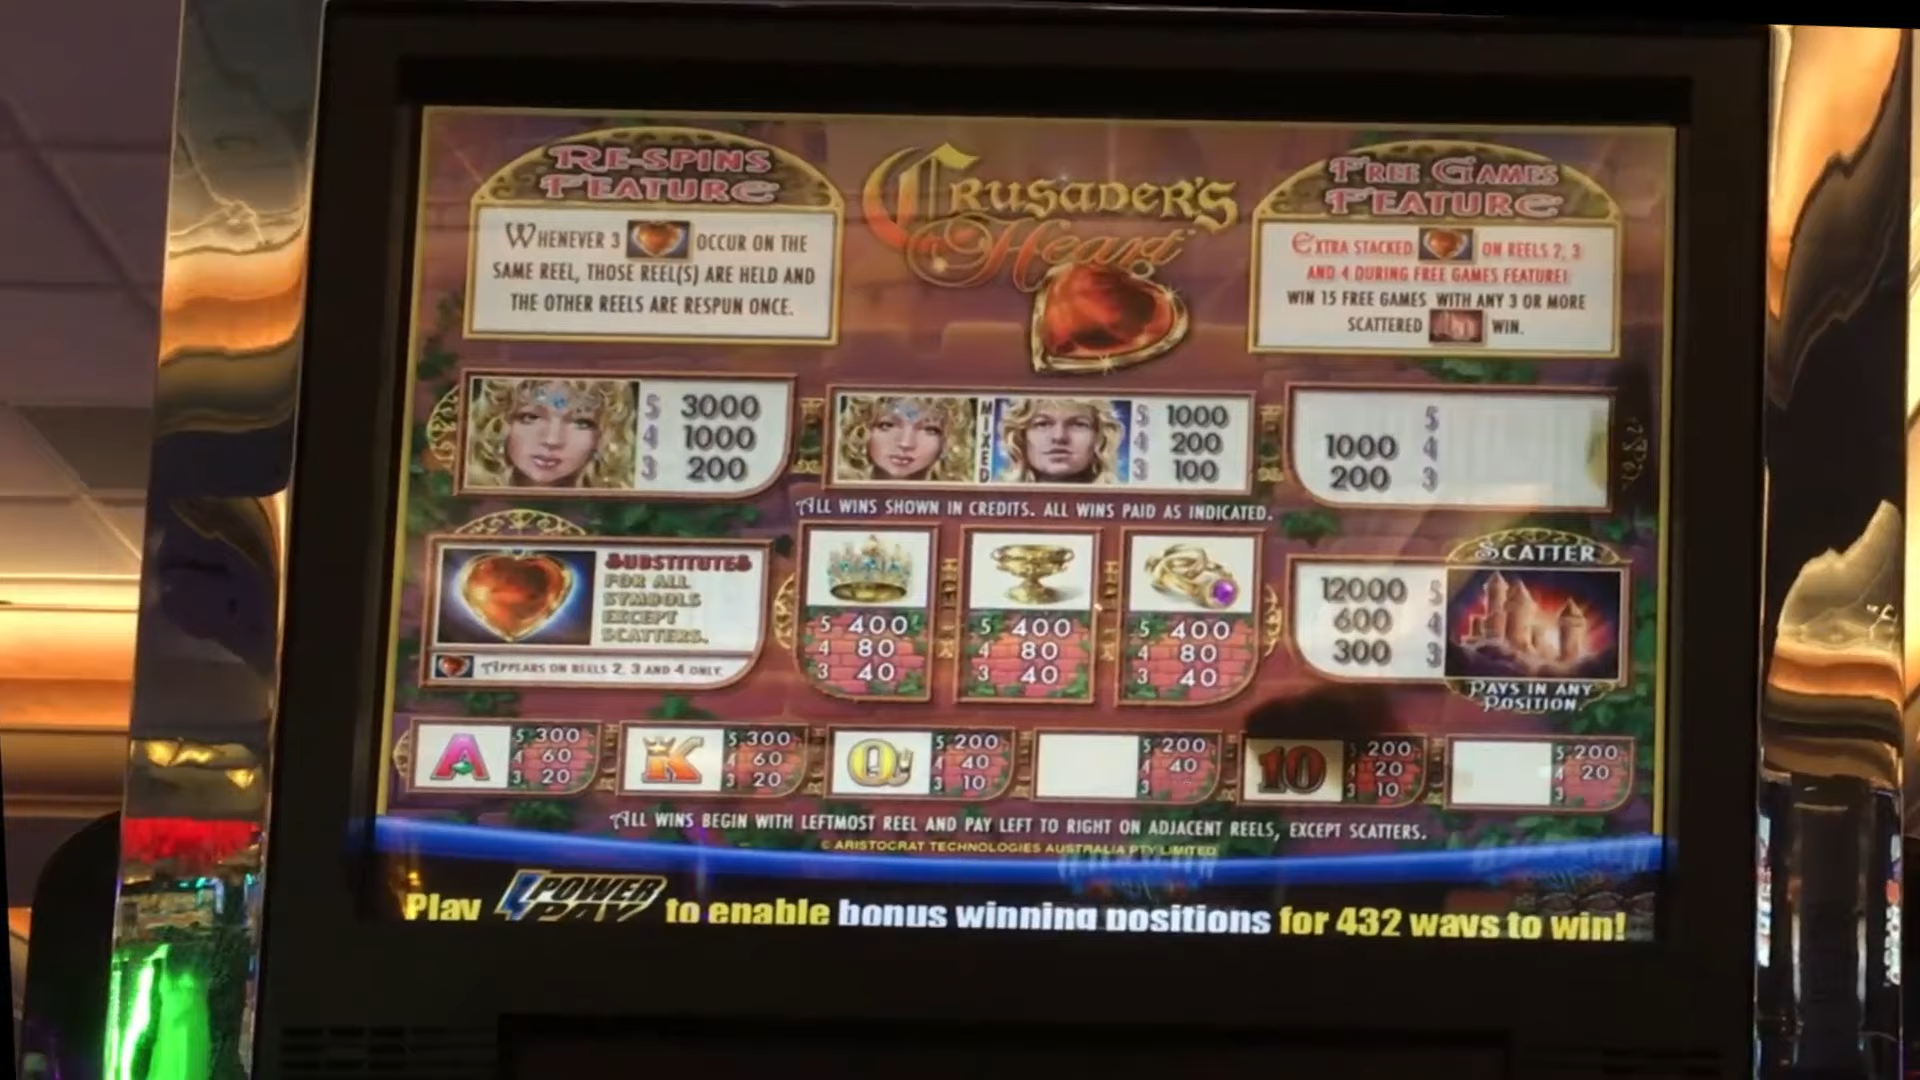 RE-SPINS
FEATURE
WHENEVER 3 OCCUR ON THE
SAME REEL, THOSE REEL(S) ARE HELD AND
THE OTHER REELS ARE RESPUN ONCE.
CRUSADER'S
Heart
FREE GAMES
FEATURE
EXTRA STACKED ON REELS 2, 3
AND 4 DURING FREE GAMES FEATURE!
WIN 15 FREE GAMES WITH ANY 3 OR MORE
SCATTERED WIN.
5 3000
4 1000
3 200
MIXED
5 1000
4 200
3 100
5
1000 4
200 3
ALL WINS SHOWN IN CREDITS. ALL WINS PAID AS INDICATED.
SUBSTITUTES
FOR ALL
SYMBOLS
EXCEPT
SCATTERS.
APPEARS ON REELS 2, 3 AND 4 ONLY.
5 400
4 80
3 40
5 400
4 80
3 40
5 400
4 80
3 40
SCATTER
12000 5
600 4
300 3
PAYS IN ANY
POSITION.
A
5 300
4 60
3 20
K
5 300
4 60
3 20
Q
5 200
4 40
3 10
5 200
4 40
3
10
5 200
4 20
3 10
5 200
4 20
3
ALL WINS BEGIN WITH LEFTMOST REEL AND PAY LEFT TO RIGHT ON ADJACENT REELS, EXCEPT SCATTERS.
© ARISTOCRAT TECHNOLOGIES AUSTRALIA PTY LIMITED
Play POWER PAY to enable bonus winning positions for 432 ways to win!